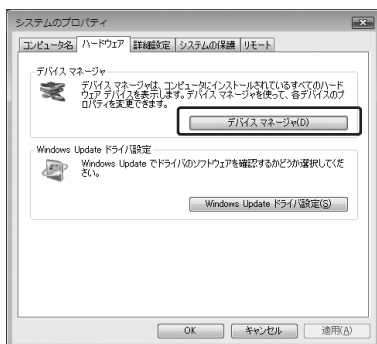 システムのプロパティ
コンピュータ名
ハードウェア
詳細設定
システムの保護
リモート
デバイス マネージャ
デバイス マネージャは、コンピュータにインストールされているすべてのハード
ウェア デバイスを表示します。デバイス マネージャを使って、各デバイスのプ
ロパティを変更できます。
デバイス マネージャ(D)
Windows Update ドライバ設定
Windows Update でドライバのソフトウェアを確認するかどうか選択してくだ
さい。
Windows Update ドライバ設定(S)
OK
キャンセル
適用(A)